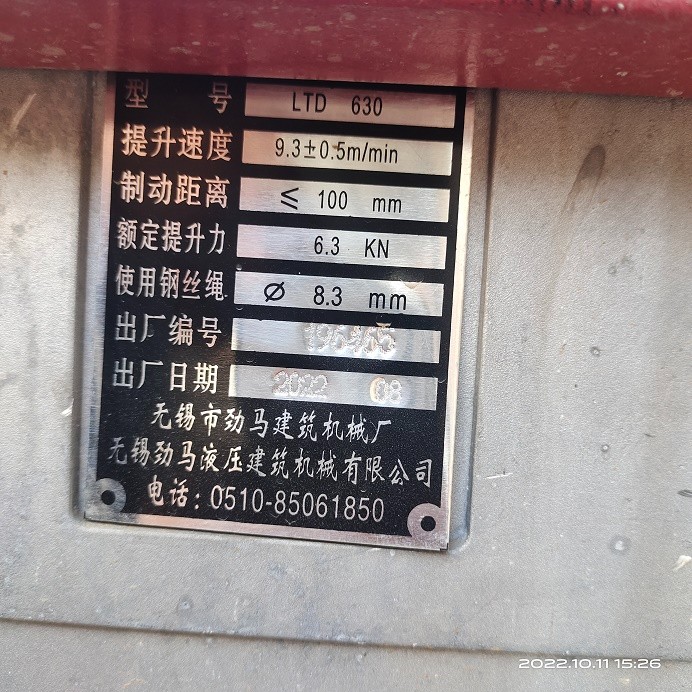 型 号 LTD 630
提升速度 9.3±0.5m/min
制动距离 ≤ 100 mm
额定提升力 6.3 KN
使用钢丝绳 Ø 8.3 mm
出厂编号 196465
出厂日期 2022 08
无锡市劲马建筑机械厂
无锡劲马液压建筑机械有限公司
电话:0510-85061850
2022.10.11 15:26